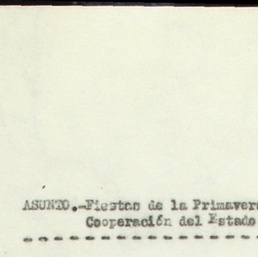 ASUNTO.-Fiestas de la Primavera
Cooperación del Estado